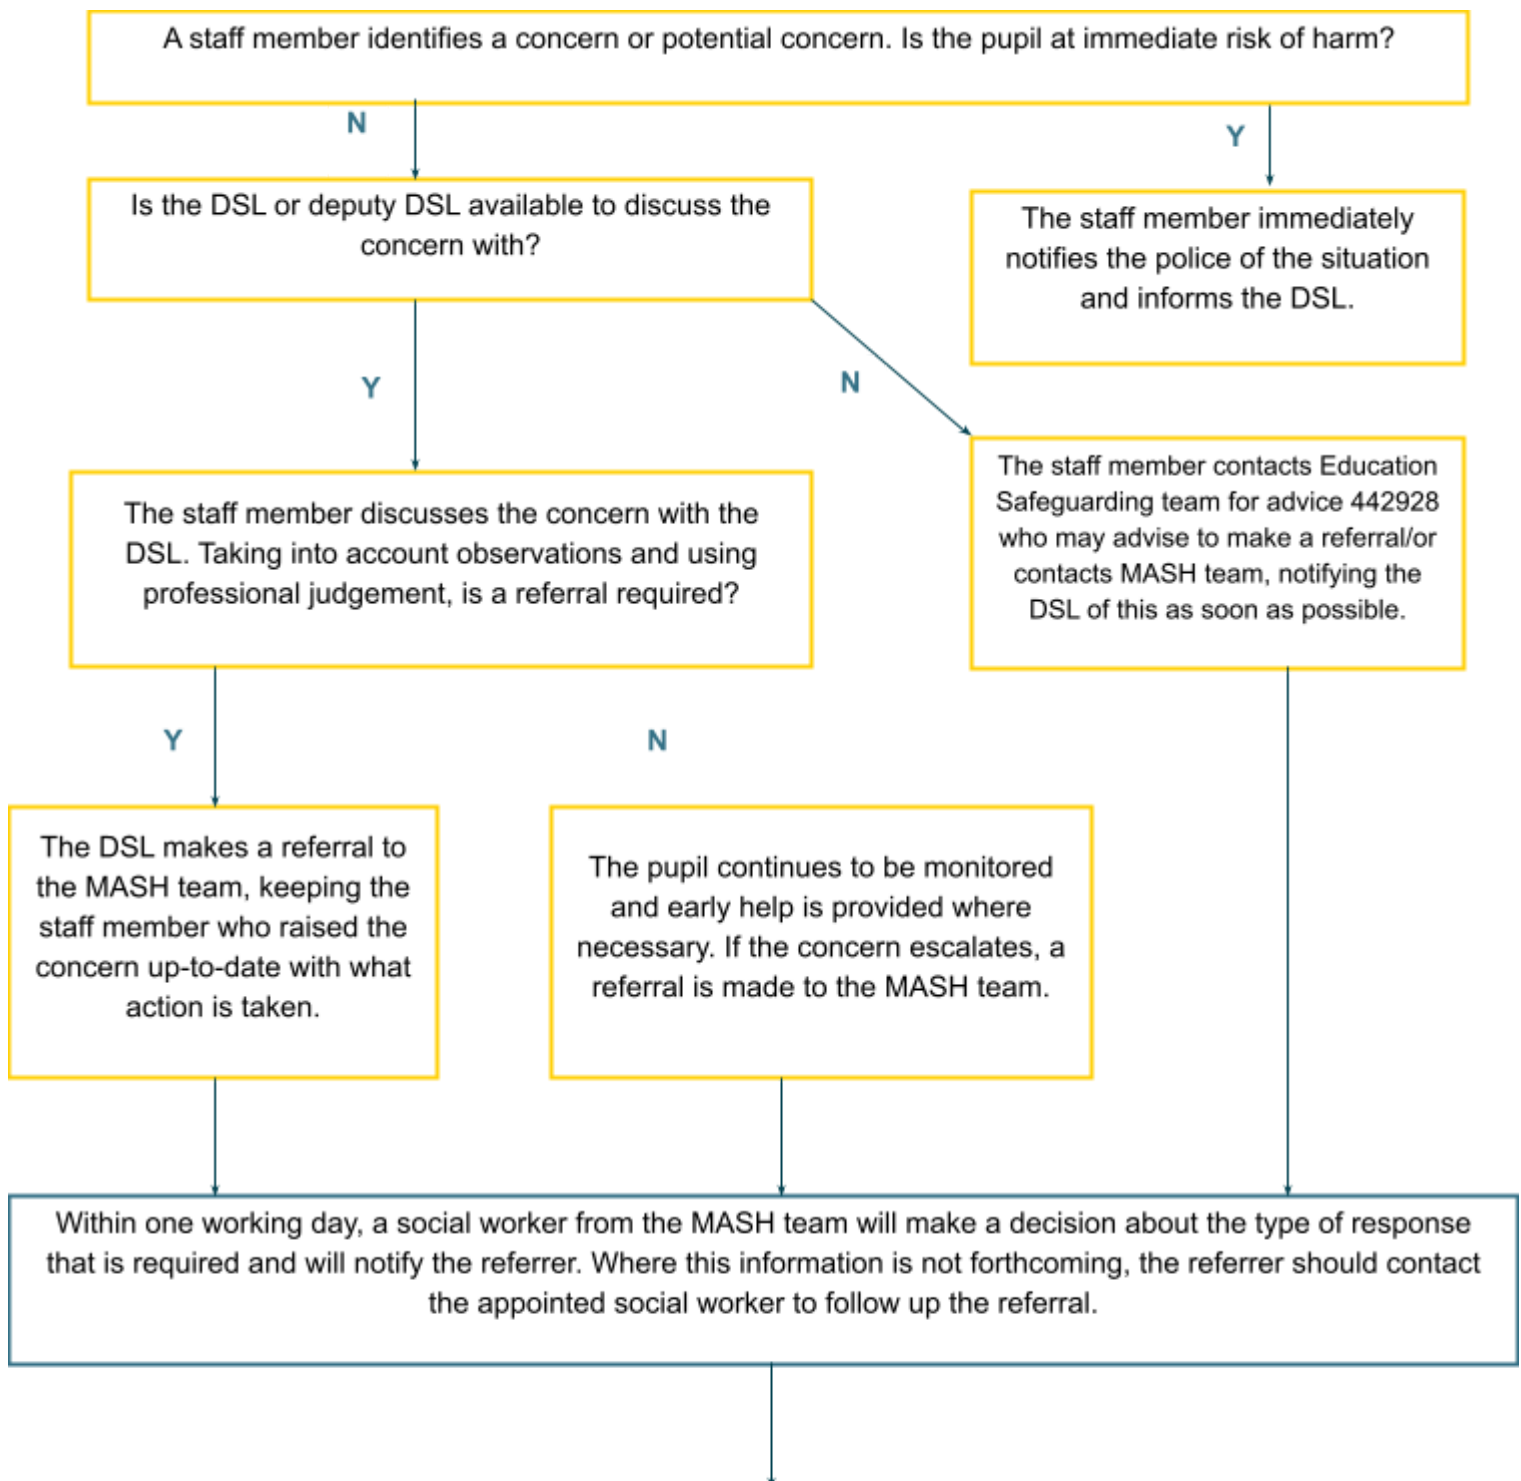 A staff member identifies a concern or potential concern. Is the pupil at immediate risk of harm?
N
Y
Is the DSL or deputy DSL available to discuss the
concern with?
The staff member immediately
notifies the police of the situation
and informs the DSL.
Y
N
The staff member discusses the concern with the
DSL. Taking into account observations and using
professional judgement, is a referral required?
The staff member contacts Education
Safeguarding team for advice 442928
who may advise to make a referral/or
contacts MASH team, notifying the
DSL of this as soon as possible.
Y
N
The DSL makes a referral to
the MASH team, keeping the
staff member who raised the
concern up-to-date with what
action is taken.
The pupil continues to be monitored
and early help is provided where
necessary. If the concern escalates, a
referral is made to the MASH team.
Within one working day, a social worker from the MASH team will make a decision about the type of response
that is required and will notify the referrer. Where this information is not forthcoming, the referrer should contact
the appointed social worker to follow up the referral.